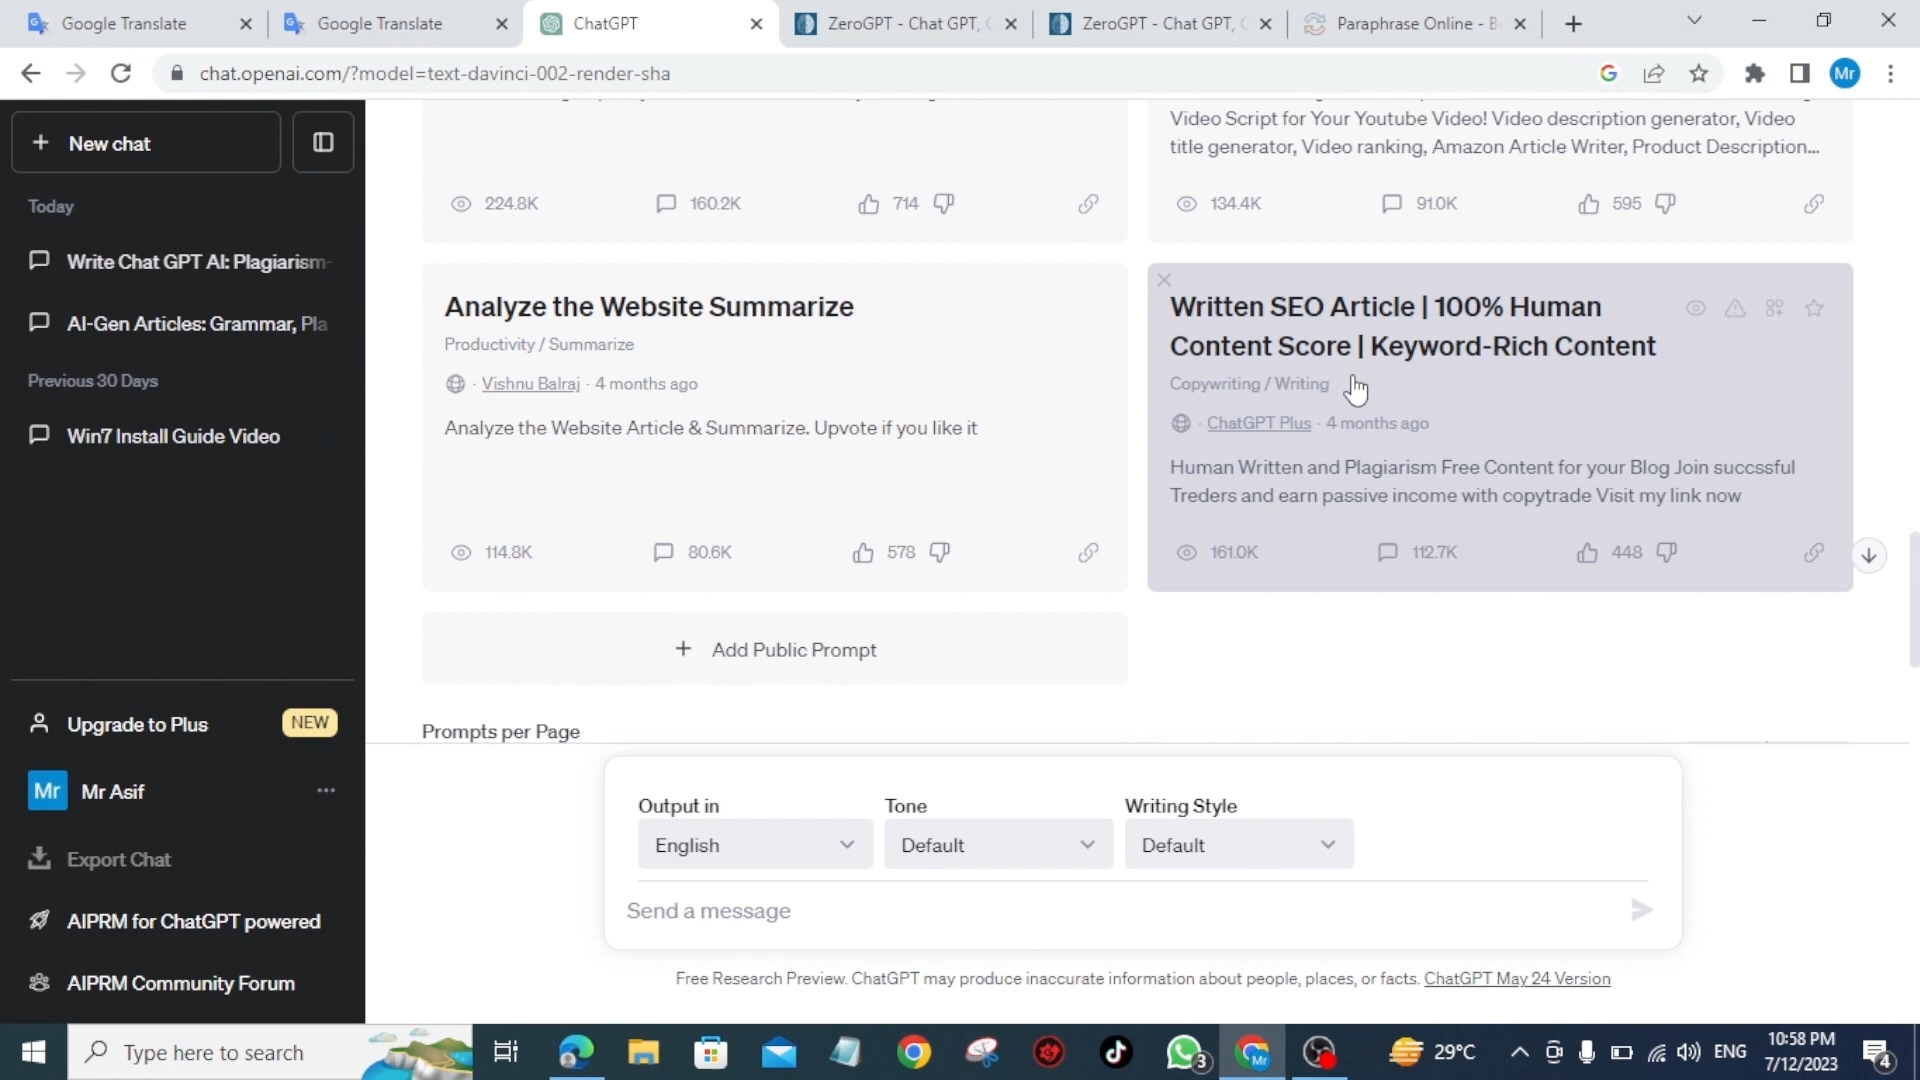 Google Translate
Google Translate
ChatGPT
ZeroGPT - Chat GPT,
ZeroGPT - Chat GPT,
Paraphrase Online -
chat.openai.com/?model=text-davinci-002-render-sha
Mr
New chat
Today
Write Chat GPT AI: Plagiarism-
AI-Gen Articles: Grammar, Pla
Previous 30 Days
Win7 Install Guide Video
Upgrade to Plus
NEW
Mr
Mr Asif
Export Chat
AIPRM for ChatGPT powered
AIPRM Community Forum
Video Script for Your Youtube Video! Video description generator, Video
title generator, Video ranking, Amazon Article Writer, Product Description...
224.8K
160.2K
714
134.4K
91.0K
595
Analyze the Website Summarize
Productivity / Summarize
· Vishnu Balraj · 4 months ago
Analyze the Website Article & Summarize. Upvote if you like it
114.8K
80.6K
578
Written SEO Article | 100% Human
Content Score | Keyword-Rich Content
Copywriting / Writing
· ChatGPT Plus · 4 months ago
Human Written and Plagiarism Free Content for your Blog Join succssful
Treders and earn passive income with copytrade Visit my link now
161.0K
112.7K
448
Add Public Prompt
Prompts per Page
Output in
Tone
Writing Style
English
Default
Default
Send a message
Free Research Preview. ChatGPT may produce inaccurate information about people, places, or facts. ChatGPT May 24 Version
Type here to search
3
Mr
29°C
ENG
10:58 PM
7/12/2023
4